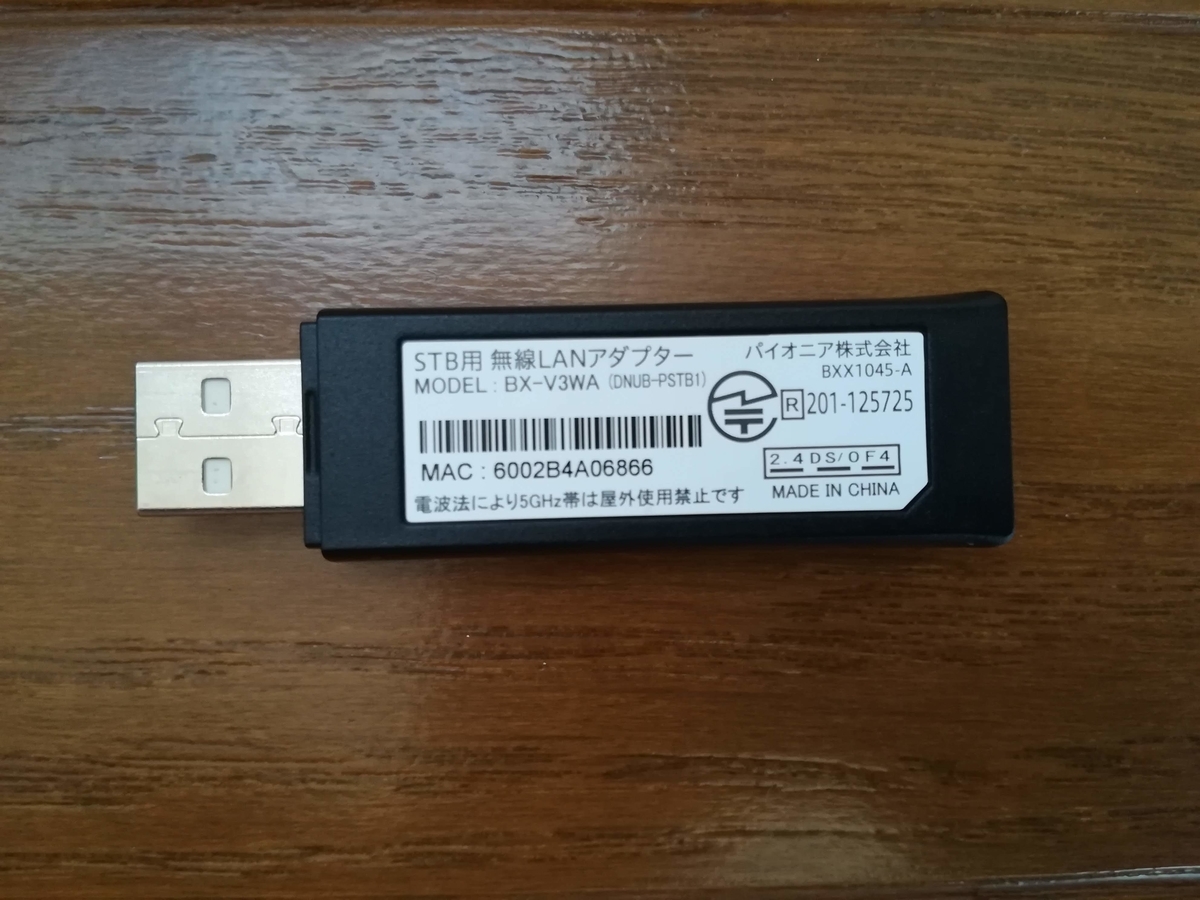 STB用 無線LANアダプター
パイオニア株式会社
MODEL : BX-V3WA (DNUB-PSTB1)
BXX1045-A
R 201-125725
MAC : 6002B4A06866
2.4DS/OF4
電波法により5GHz帯は屋外使用禁止です
MADE IN CHINA